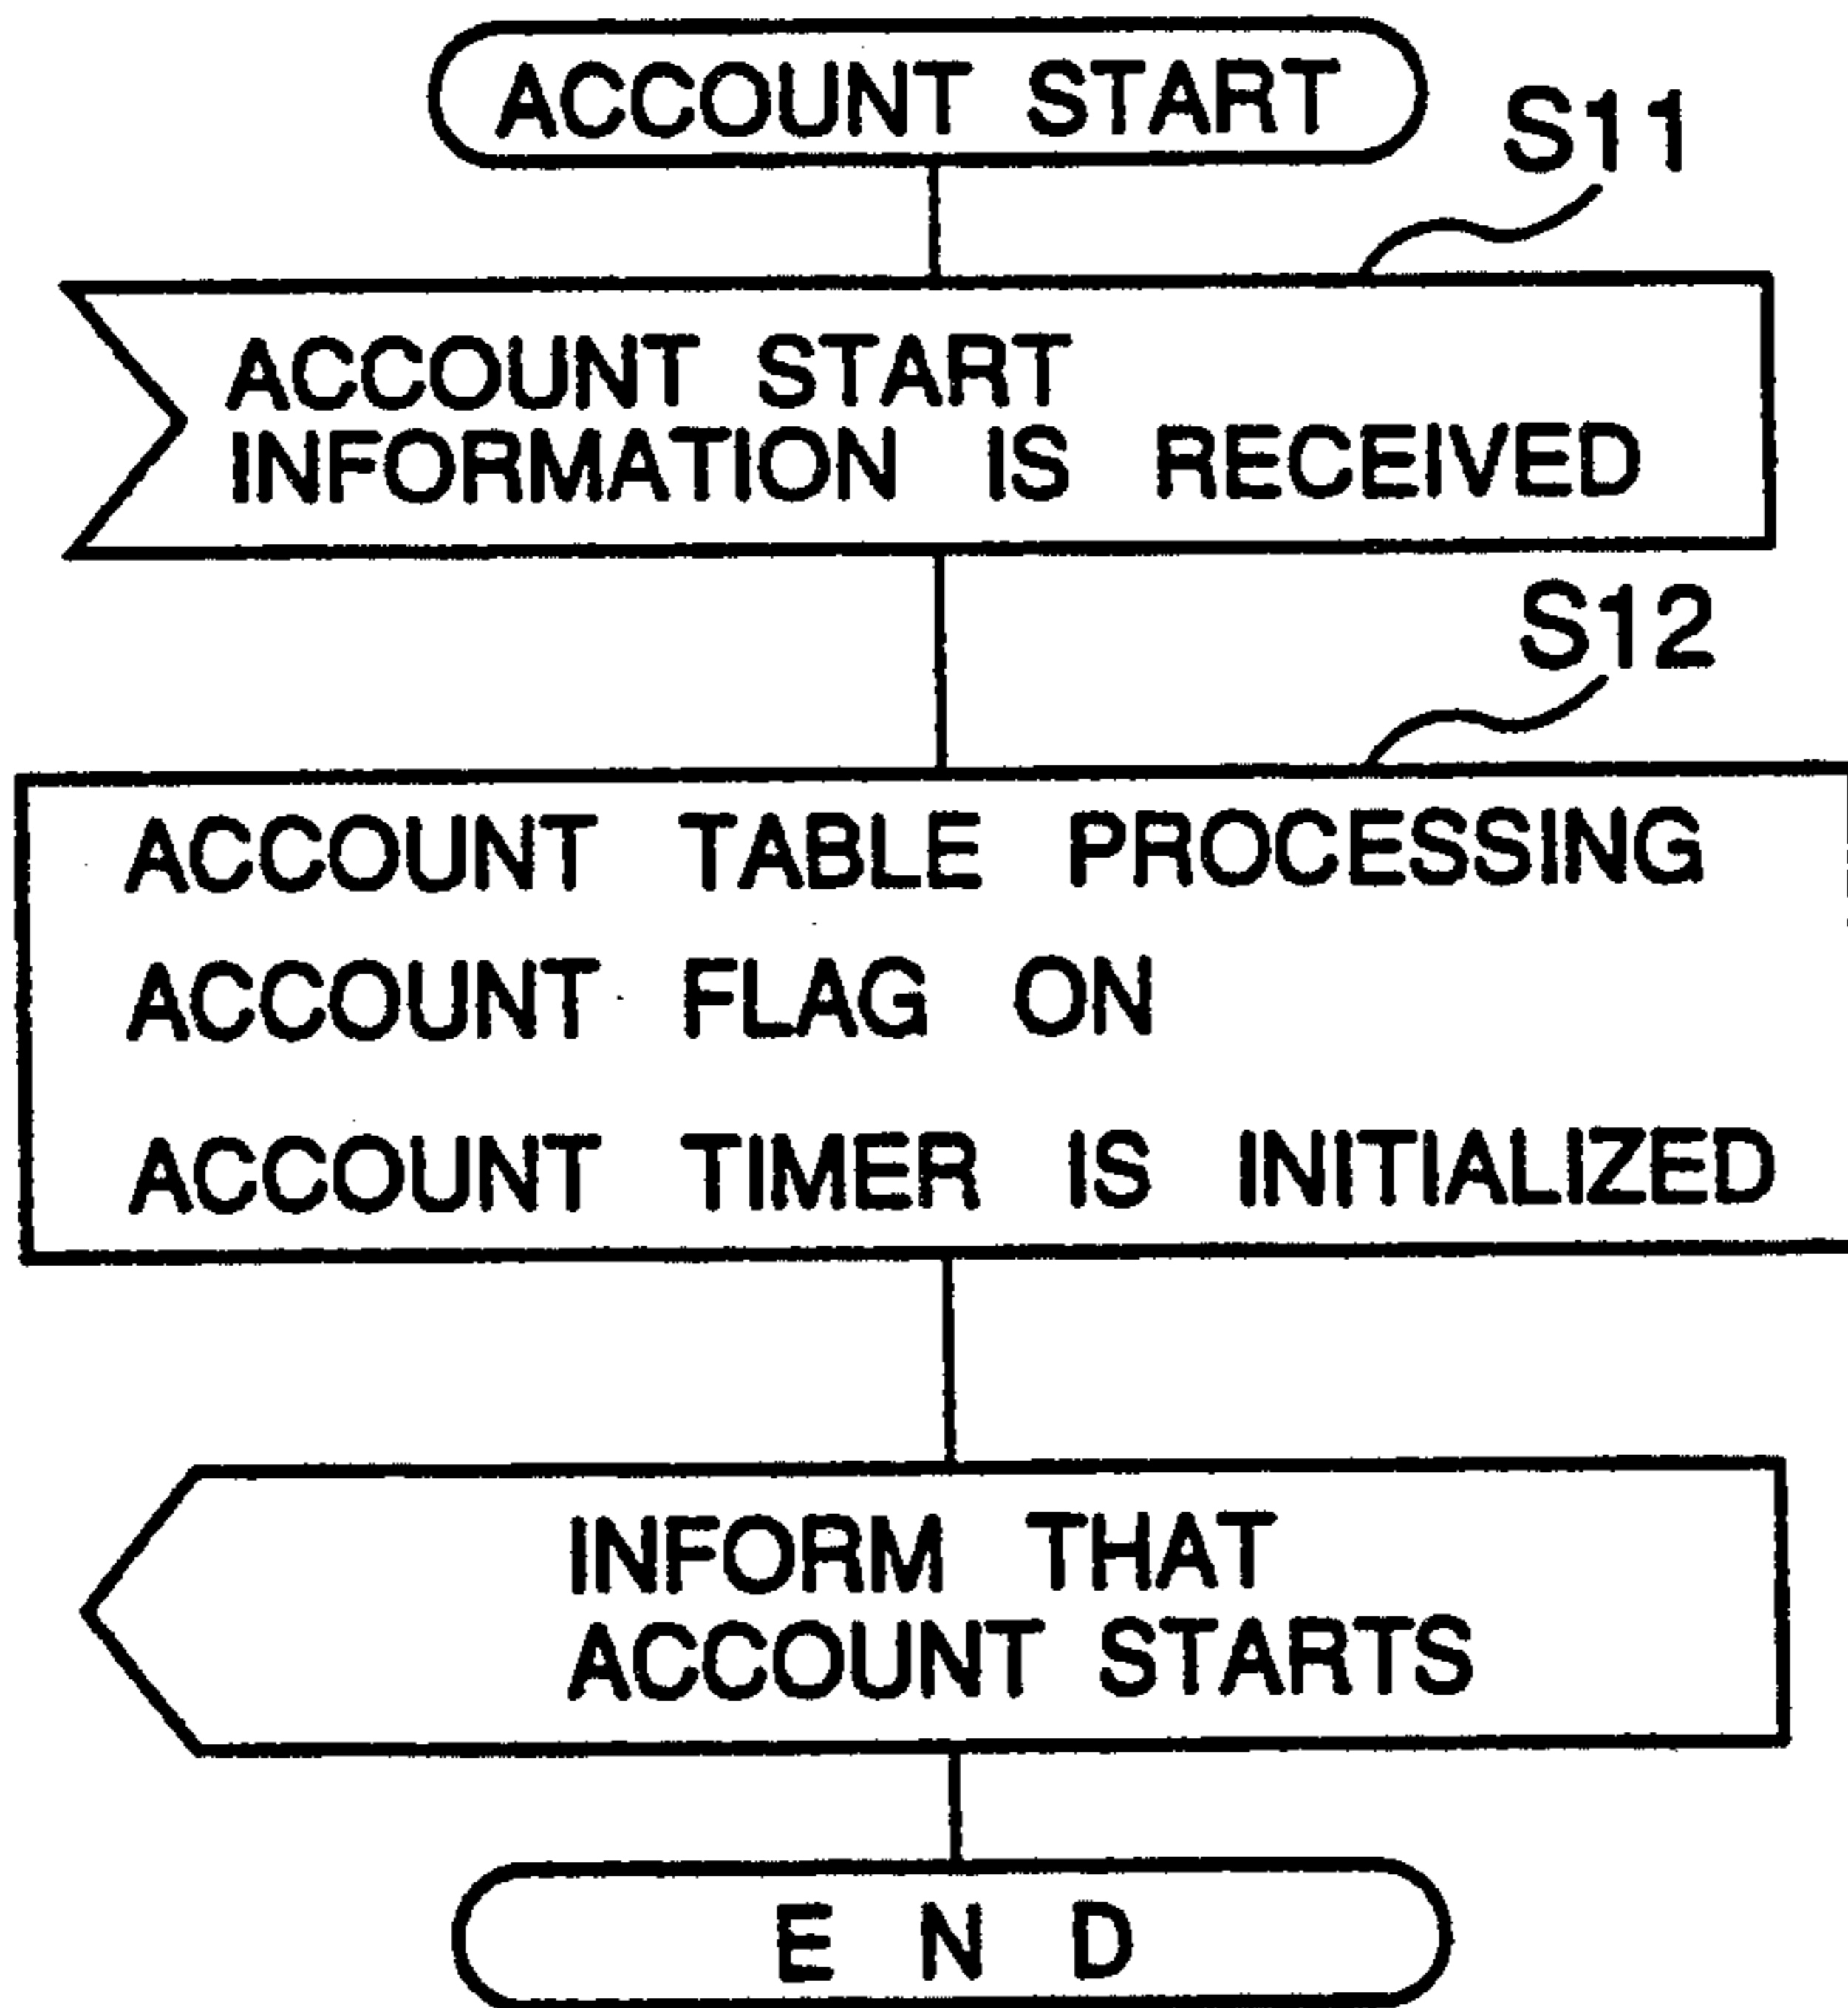 ACCOUNT START
S11
ACCOUNT START
INFORMATION IS RECEIVED
S12
ACCOUNT TABLE PROCESSING
ACCOUNT FLAG ON
ACCOUNT TIMER IS INITIALIZED
INFORM THAT
ACCOUNT STARTS
END